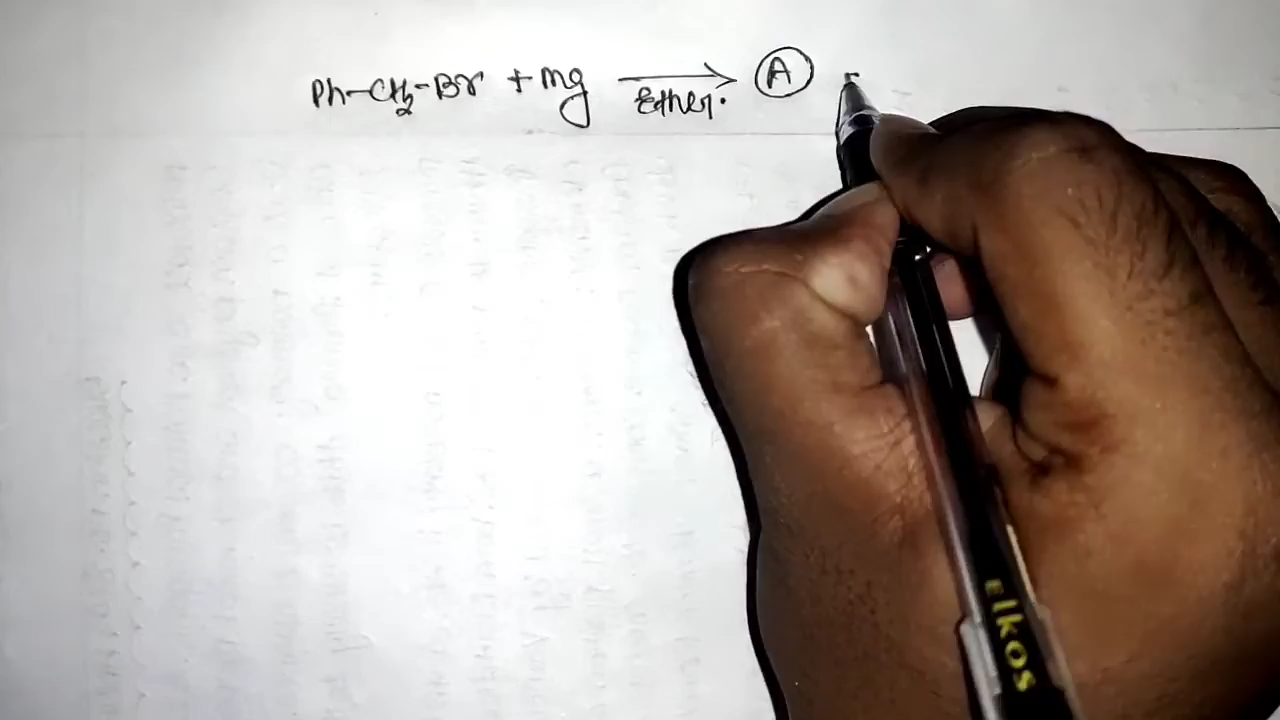 Ph-CH2-Br + Mg ⟶ Ether. A
elkos